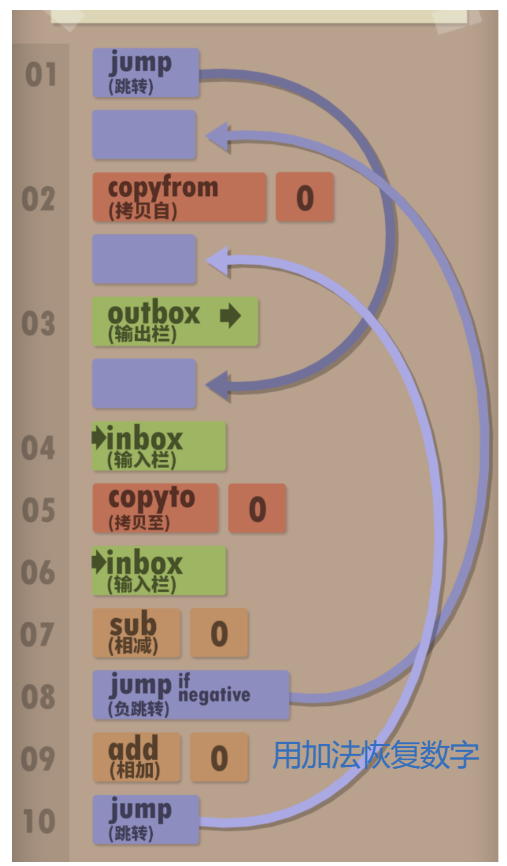 01 jump
(跳转)
02 copyfrom 0
(拷贝自)
03 outbox
(输出栏)
04 inbox
(输入栏)
05 copyto 0
(拷贝至)
06 inbox
(输入栏)
07 sub 0
(相减)
08 jump if negative
(负跳转)
09 add 0 用加法恢复数字
(相加)
10 jump
(跳转)